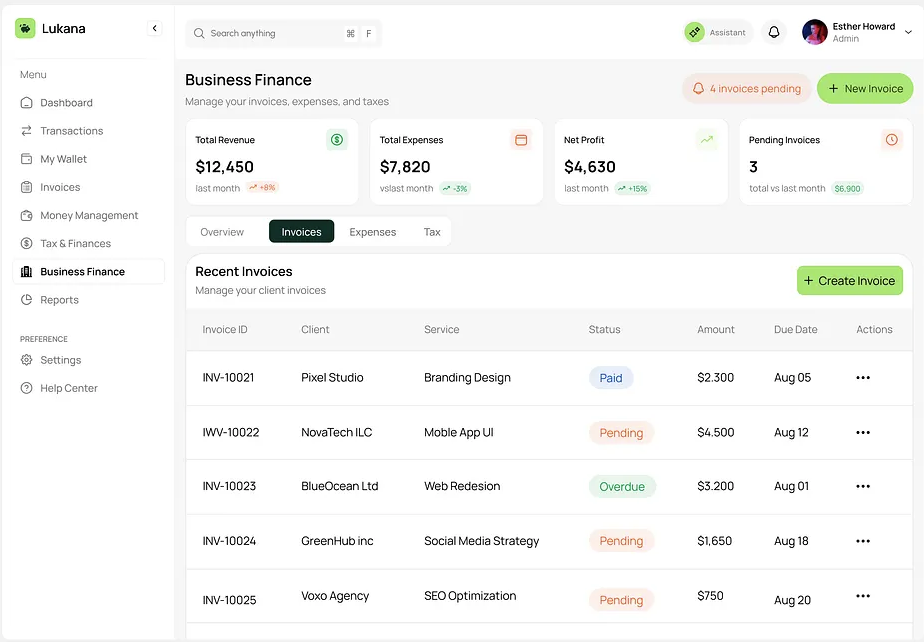 Lukana
Search anything
⌘ F
Assistant
Esther Howard
Admin
Menu
Dashboard
Transactions
My Wallet
Invoices
Money Management
Tax & Finances
Business Finance
Reports
PREFERENCE
Settings
Help Center
Business Finance
Manage your invoices, expenses, and taxes
4 invoices pending
+ New Invoice
Total Revenue
$12,450
last month +8%
Total Expenses
$7,820
vslast month -3%
Net Profit
$4,630
last month +15%
Pending Invoices
3
total vs last month $6,900
Overview Invoices Expenses Tax
Recent Invoices
Manage your client invoices
+ Create Invoice
Invoice ID Client Service Status Amount Due Date Actions
INV-10021 Pixel Studio Branding Design Paid $2.300 Aug 05
IWV-10022 NovaTech ILC Moble App UI Pending $4.500 Aug 12
INV-10023 BlueOcean Ltd Web Redesion Overdue $3.200 Aug 01
INV-10024 GreenHub inc Social Media Strategy Pending $1,650 Aug 18
INV-10025 Voxo Agency SEO Optimization Pending $750 Aug 20